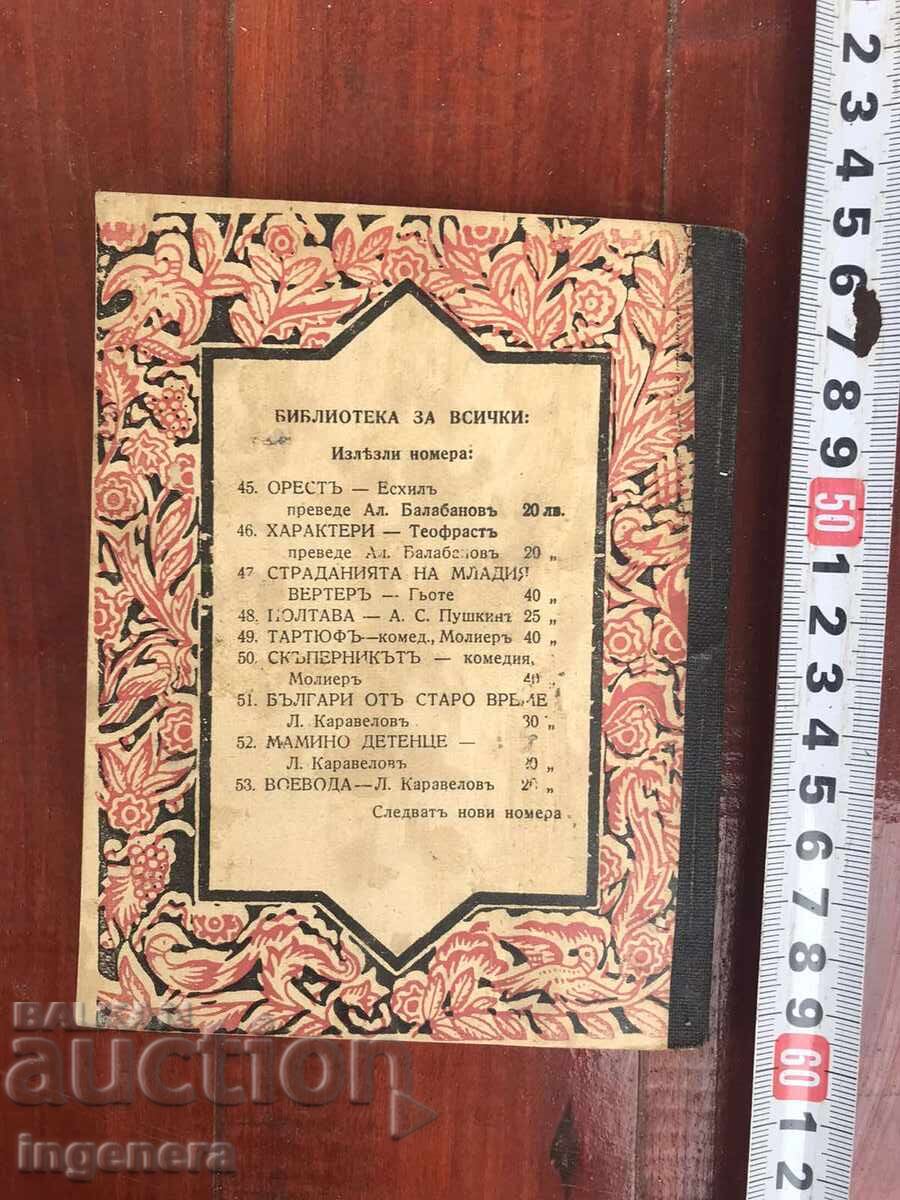 БИБЛИОТЕКА ЗА ВСИЧКИ:
Излѣзли номера:
45. ОРЕСТЪ — Есхилъ
преведе Ал. Балабановъ 20 лв.
46. ХАРАКТЕРИ — Теофрастъ
преведе Ал. Балабановъ 20 „
47. СТРАДАНИЯТА НА МЛАДИЯ
ВЕРТЕРЪ — Гьоте 40 „
48. ПОЛТАВА — А. С. Пушкинъ 25 „
49. ТАРТЮФЪ—комед., Молиеръ 40 „
50. СКѪПЕРНИКЪТЪ — комедия,
Молиеръ 40 „
51. БЪЛГАРИ ОТЪ СТАРО ВРЕМЕ
Л. Каравеловъ 30 „
52. МАМИНО ДЕТЕНЦЕ —
Л. Каравеловъ „
53. ВОЕВОДА—Л. Каравеловъ „
Следватъ нови номера
2 3 4 5 6 7 8 9 50 1 2 3 4 5 6 7 8 9 60 1 2
BALKAN
auction
ingenera